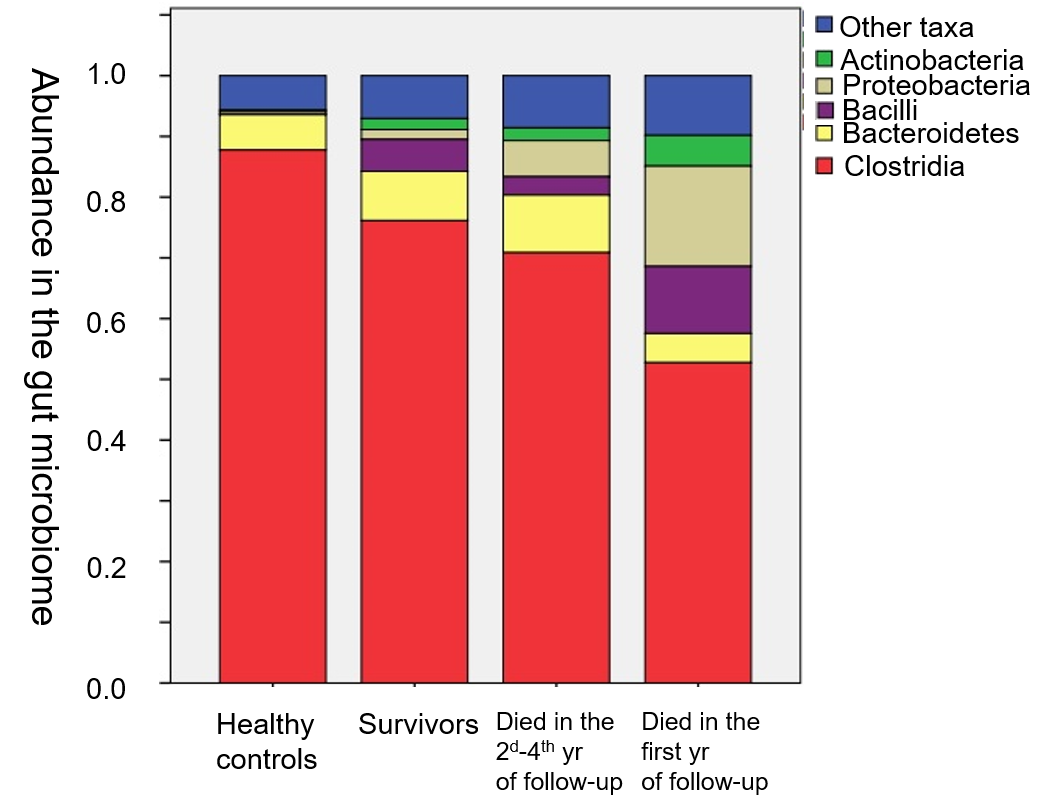 Abundance in the gut microbiome
1.0
0.8
0.6
0.4
0.2
0.0
Healthy
controls
Survivors
Died in the
2ᵈ-4ᵗʰ yr
of follow-up
Died in the
first yr
of follow-up
Other taxa
Actinobacteria
Proteobacteria
Bacilli
Bacteroidetes
Clostridia